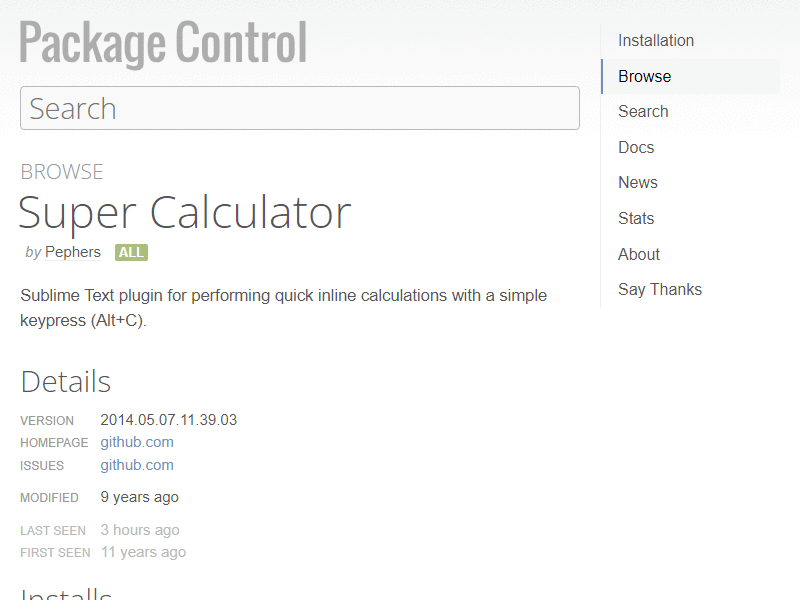 Package Control
Search
BROWSE
Super Calculator
by Pephers ALL
Sublime Text plugin for performing quick inline calculations with a simple
keypress (Alt+C).
Details
VERSION 2014.05.07.11.39.03
HOMEPAGE github.com
ISSUES github.com
MODIFIED 9 years ago
LAST SEEN 3 hours ago
FIRST SEEN 11 years ago
Installs
Installation
Browse
Search
Docs
News
Stats
About
Say Thanks